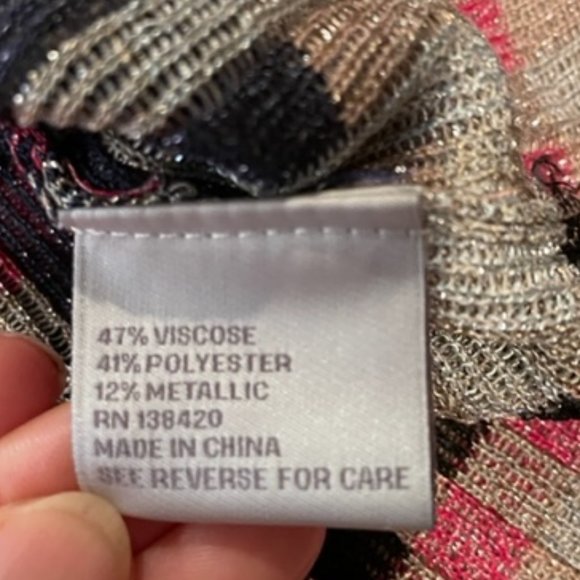 47% VISCOSE
41% POLYESTER
12% METALLIC
RN 138420
MADE IN CHINA
SEE REVERSE FOR CARE